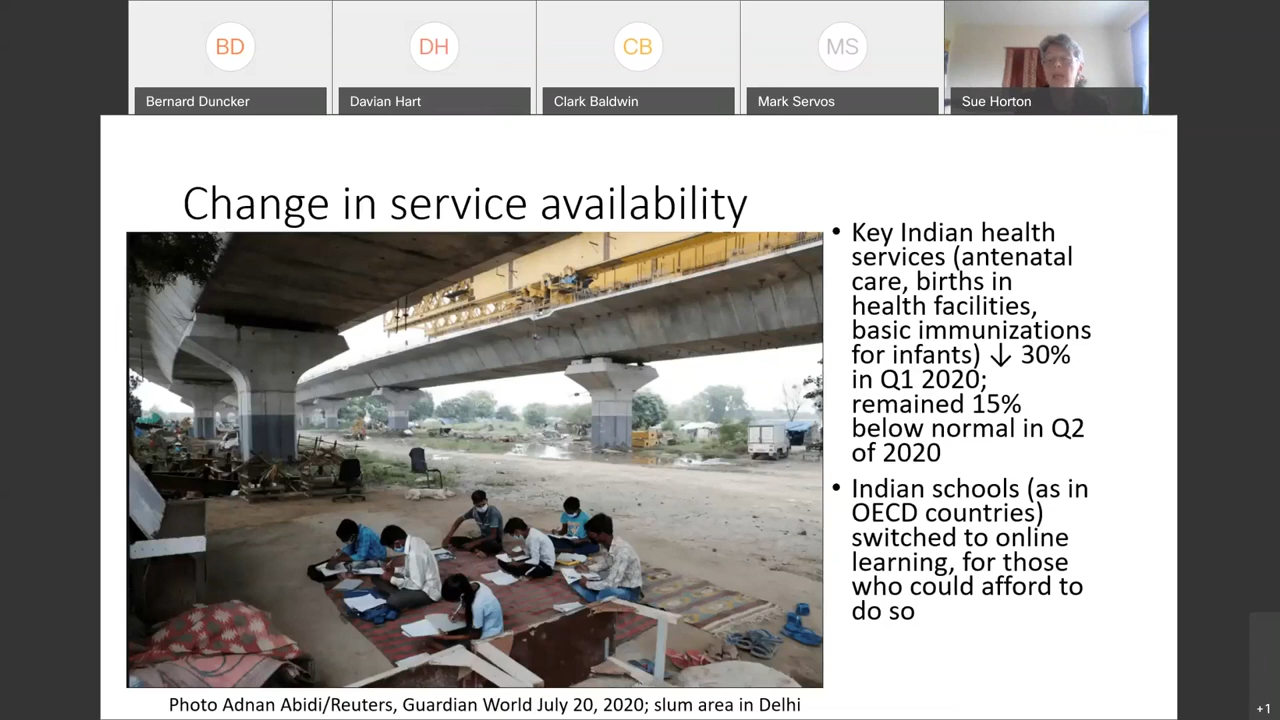 BD
DH
CB
MS
Bernard Duncker
Davian Hart
Clark Baldwin
Mark Servos
Sue Horton
Change in service availability
• Key Indian health
services (antenatal
care, births in
health facilities,
basic immunizations
for infants) ↓ 30%
in Q1 2020;
remained 15%
below normal in Q2
of 2020
• Indian schools (as in
OECD countries)
switched to online
learning, for those
who could afford to
do so
Photo Adnan Abidi/Reuters, Guardian World July 20, 2020; slum area in Delhi
+1